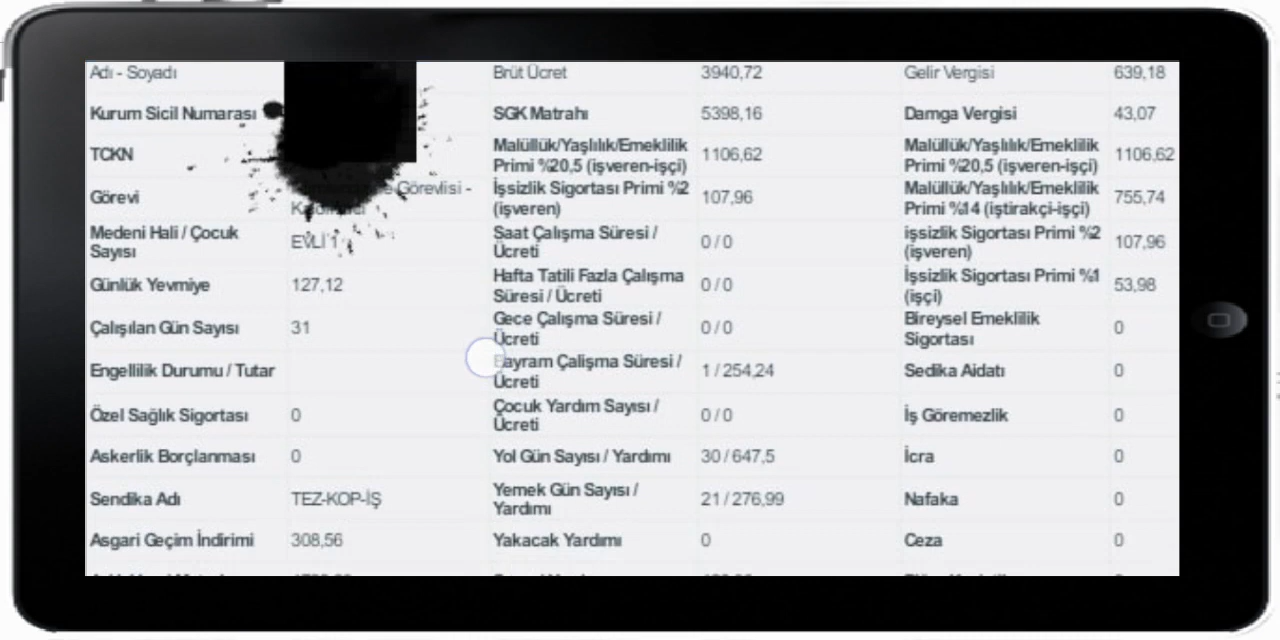 Adı - Soyadı
Brüt Ücret
3940,72
Gelir Vergisi
639,18
Kurum Sicil Numarası
SGK Matrahı
5398,16
Damga Vergisi
43,07
TCKN
Malüllük/Yaşlılık/Emeklilik
Primi %20,5 (işveren-işçi)
1106,62
Malüllük/Yaşlılık/Emeklilik
Primi %20,5 (işveren-işçi)
1106,62
Görevi
Görevlisi -
İşsizlik Sigortası Primi %2
(işveren)
107,96
Malüllük/Yaşlılık/Emeklilik
Primi %14 (iştirakçi-işçi)
755,74
Medeni Hali / Çocuk
Sayısı
EVLİ 1
Saat Çalışma Süresi /
Ücreti
0 / 0
işsizlik Sigortası Primi %2
(işveren)
107,96
Günlük Yevmiye
127,12
Hafta Tatili Fazla Çalışma
Süresi / Ücreti
0 / 0
İşsizlik Sigortası Primi %1
(işçi)
53,98
Çalışılan Gün Sayısı
31
Gece Çalışma Süresi /
Ücreti
0 / 0
Bireysel Emeklilik
Sigortası
0
Engellilik Durumu / Tutar
Bayram Çalişma Süresi /
Ücreti
1 / 254,24
Sedika Aidatı
0
Özel Sağlık Sigortası
0
Çocuk Yardım Sayısı /
Ücreti
0 / 0
İş Göremezlik
0
Askerlik Borçlanması
0
Yol Gün Sayısı / Yardımı
30 / 647,5
İcra
0
Sendika Adı
TEZ-KOP-İŞ
Yemek Gün Sayısı /
Yardımı
21 / 276,99
Nafaka
0
Asgari Geçim İndirimi
308,56
Yakacak Yardımı
0
Ceza
0